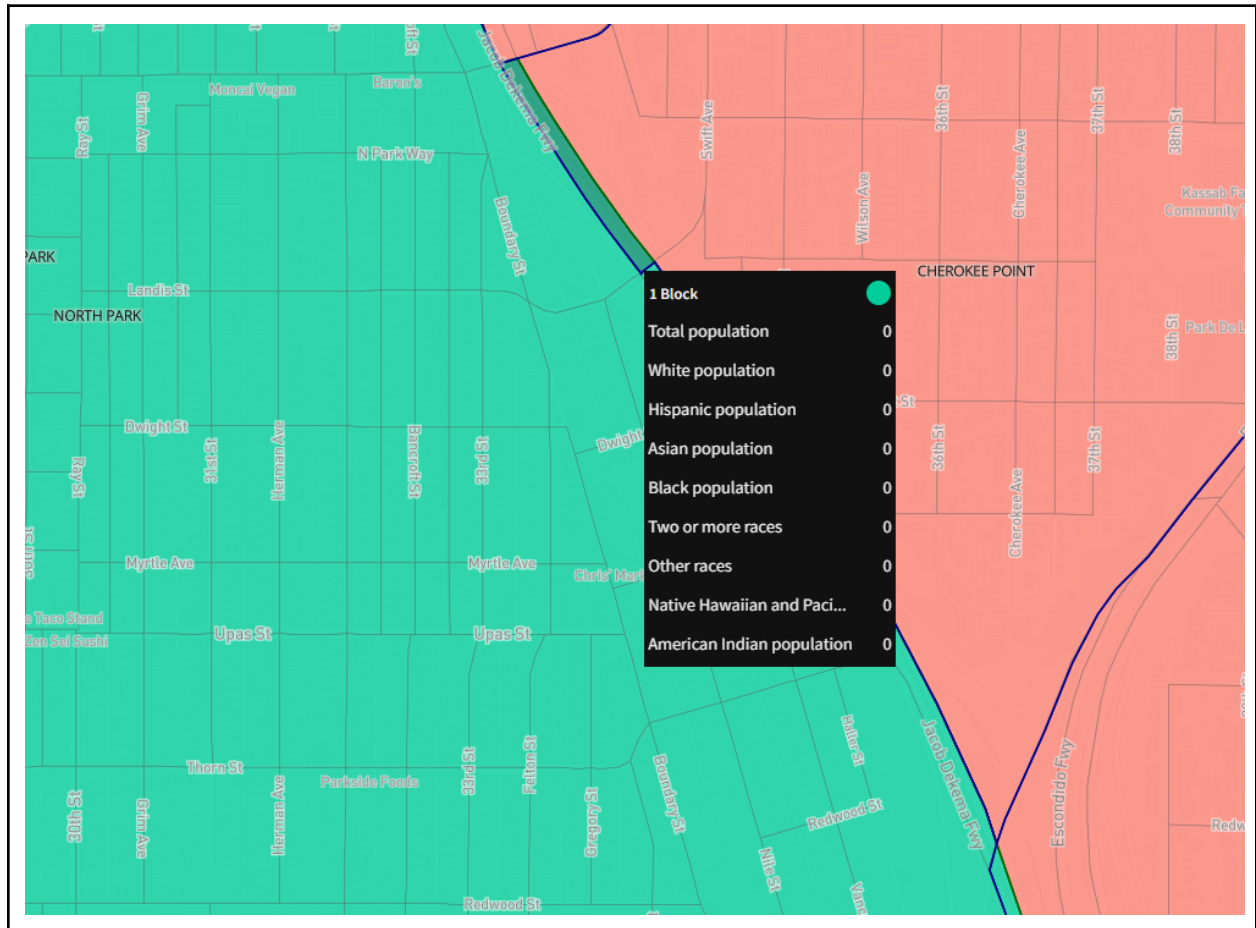 Jacob Dekema Fwy
Moncai Vegan
Baron's
Ray St
Grim Ave
N Park Way
Boundary St
Swift Ave
36th St
37th St
38th St
Cherokee Ave
Wilson Ave
Kassab Fa
Community
PARK
CHEROKEE POINT
Landis St
NORTH PARK
Park De L
38th St
1 Block
Total population 0
White population 0
Hispanic population 0
Asian population 0
Black population 0
Two or more races 0
Other races 0
Native Hawaiian and Paci... 0
American Indian population 0
Dwight St
Dwight
Ray St
31st St
Herman Ave
Bancroft St
33rd St
36th St
37th St
Cherokee Ave
Myrtle Ave
Myrtle Ave
Chris' Mar
e Taco Stand
Zen Sei Sushi
Upas St
Upas St
Thorn St
Parkside Foods
33rd St
Felton St
Haller St
Jacob Dekema Fwy
Escondido Fwy
30th St
Grim Ave
Herman Ave
Gregory St
Boundary St
Redwood St
Redw
Nile St
Vanc
Redwood St